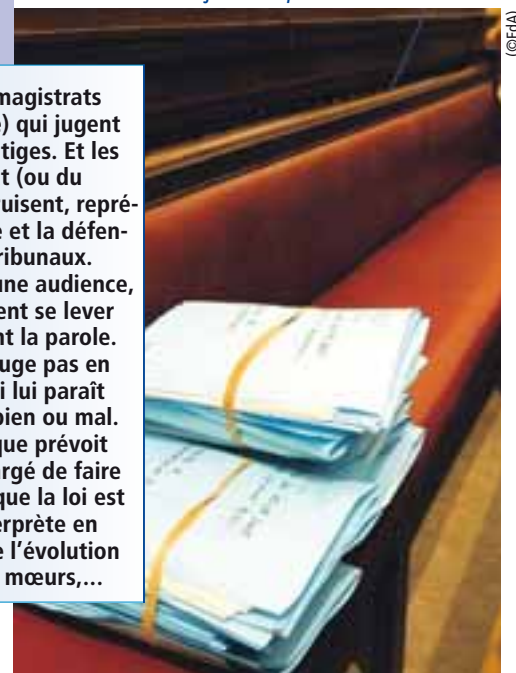 magistrats
) qui jugent
tiges. Et les
t (ou du
uisent, repré-
e et la défen-
ribunaux.
une audience,
ent se lever
nt la parole.
uge pas en
i lui paraît
bien ou mal.
que prévoit
argé de faire
que la loi est
erprète en
e l'évolution
mœurs,...
(©EdA)